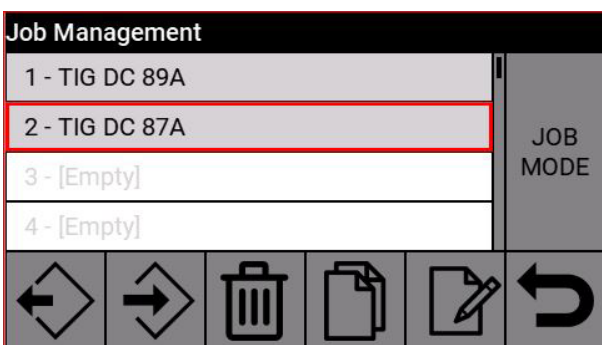 Job Management
1 - TIG DC 89A
2 - TIG DC 87A
3 - [Empty]
4 - [Empty]
JOB
MODE